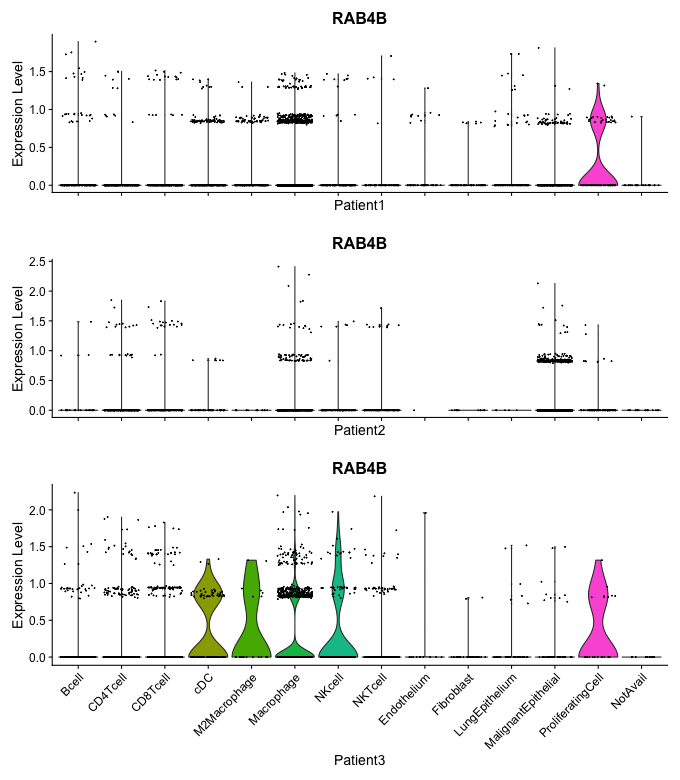 RAB4B
Expression Level
1.5
1.0
0.5
0.0
Patient1
RAB4B
Expression Level
2.5
2.0
1.5
1.0
0.5
0.0
Patient2
RAB4B
Expression Level
2.0
1.5
1.0
0.5
0.0
Bcell
CD4Tcell
CD8Tcell
cDC
M2Macrophage
Macrophage
NKcell
NKTcell
Endothelium
Fibroblast
LungEpithelium
MalignantEpithelial
ProliferatingCell
NotAvail
Patient3